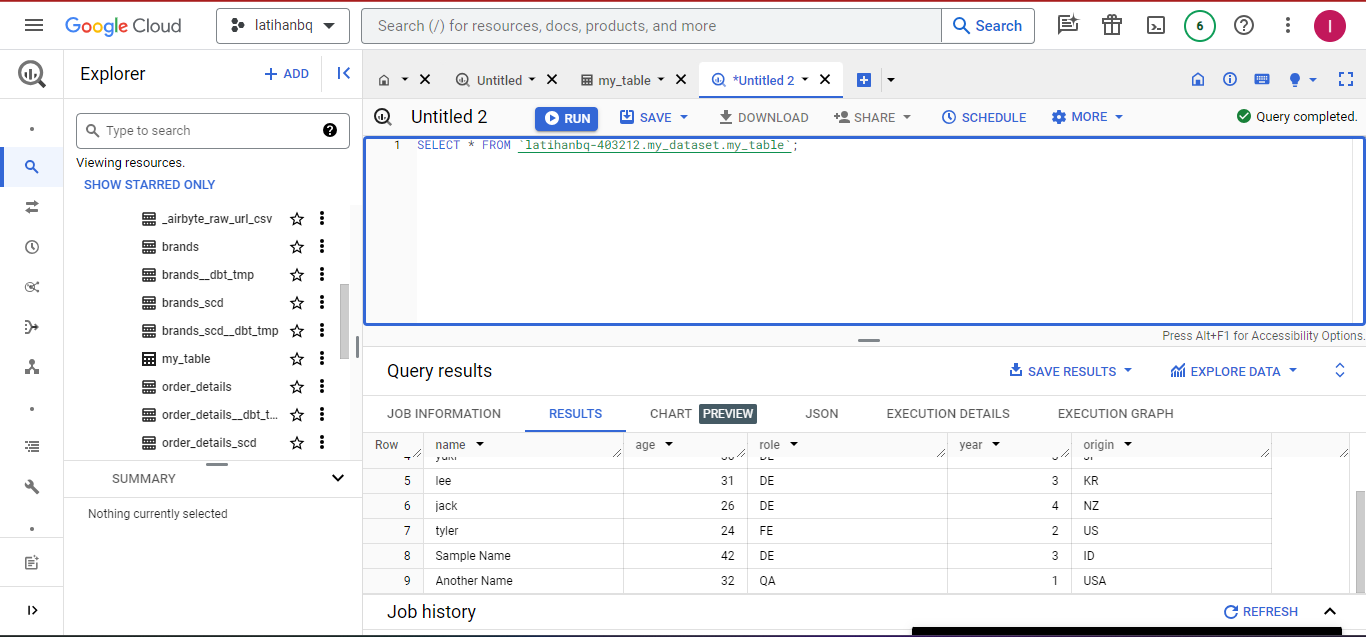 Google Cloud
latihanbq
Search (/) for resources, docs, products, and more
Search
6
I
Explorer
+ ADD
Untitled
my_table
*Untitled 2
Untitled 2
RUN
SAVE
DOWNLOAD
SHARE
SCHEDULE
MORE
Query completed.
Type to search
Viewing resources.
SHOW STARRED ONLY
_airbyte_raw_url_csv
brands
brands__dbt_tmp
brands_scd
brands_scd__dbt_tmp
my_table
order_details
order_details__dbt_t...
order_details_scd
SUMMARY
Nothing currently selected
1 SELECT * FROM `latihanbq-403212.my_dataset.my_table`;
Press Alt+F1 for Accessibility Options.
Query results
SAVE RESULTS
EXPLORE DATA
JOB INFORMATION
RESULTS
CHART PREVIEW
JSON
EXECUTION DETAILS
EXECUTION GRAPH
Row name age role year origin
5 lee 31 DE 3 KR
6 jack 26 DE 4 NZ
7 tyler 24 FE 2 US
8 Sample Name 42 DE 3 ID
9 Another Name 32 QA 1 USA
Job history
REFRESH